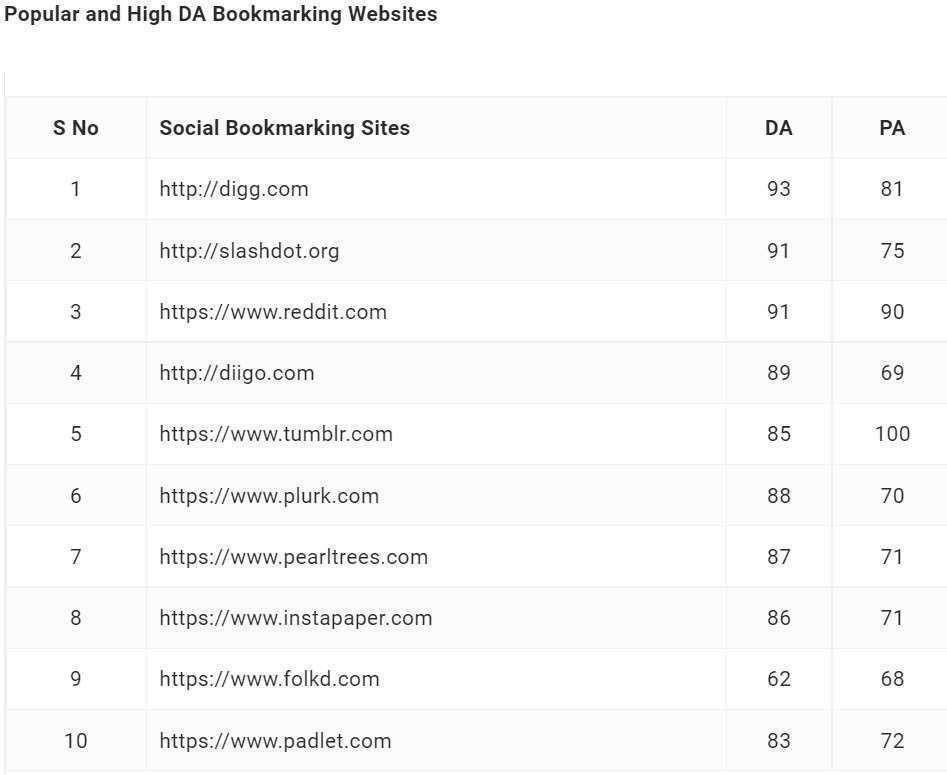 Popular and High DA Bookmarking Websites
S No Social Bookmarking Sites DA PA
1 http://digg.com 93 81
2 http://slashdot.org 91 75
3 https://www.reddit.com 91 90
4 http://diigo.com 89 69
5 https://www.tumblr.com 85 100
6 https://www.plurk.com 88 70
7 https://www.pearltrees.com 87 71
8 https://www.instapaper.com 86 71
9 https://www.folkd.com 62 68
10 https://www.padlet.com 83 72